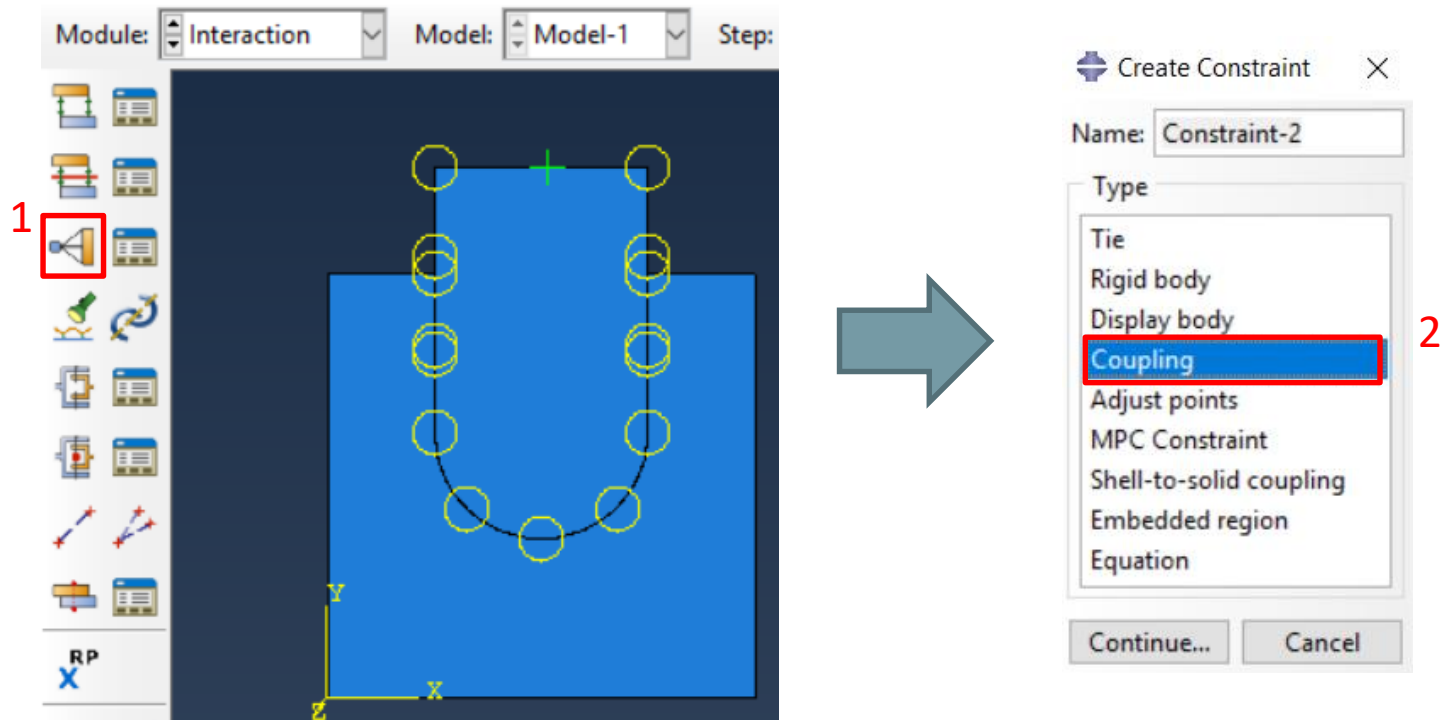 Module: Interaction Model: Model-1 Step:
1
RP
X
Y
X
Z
Create Constraint
Name: Constraint-2
Type
Tie
Rigid body
Display body
Coupling
2
Adjust points
MPC Constraint
Shell-to-solid coupling
Embedded region
Equation
Continue... Cancel